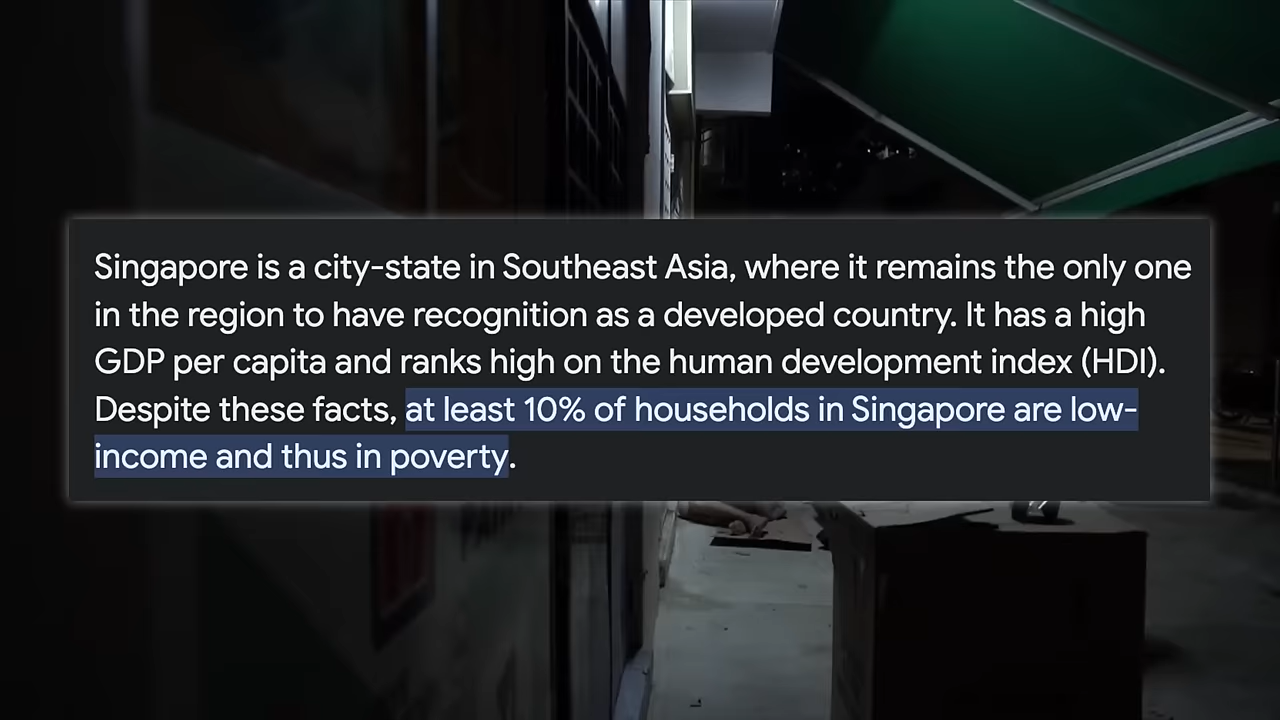 Singapore is a city-state in Southeast Asia, where it remains the only one
in the region to have recognition as a developed country. It has a high
GDP per capita and ranks high on the human development index (HDI).
Despite these facts, at least 10% of households in Singapore are low-
income and thus in poverty.